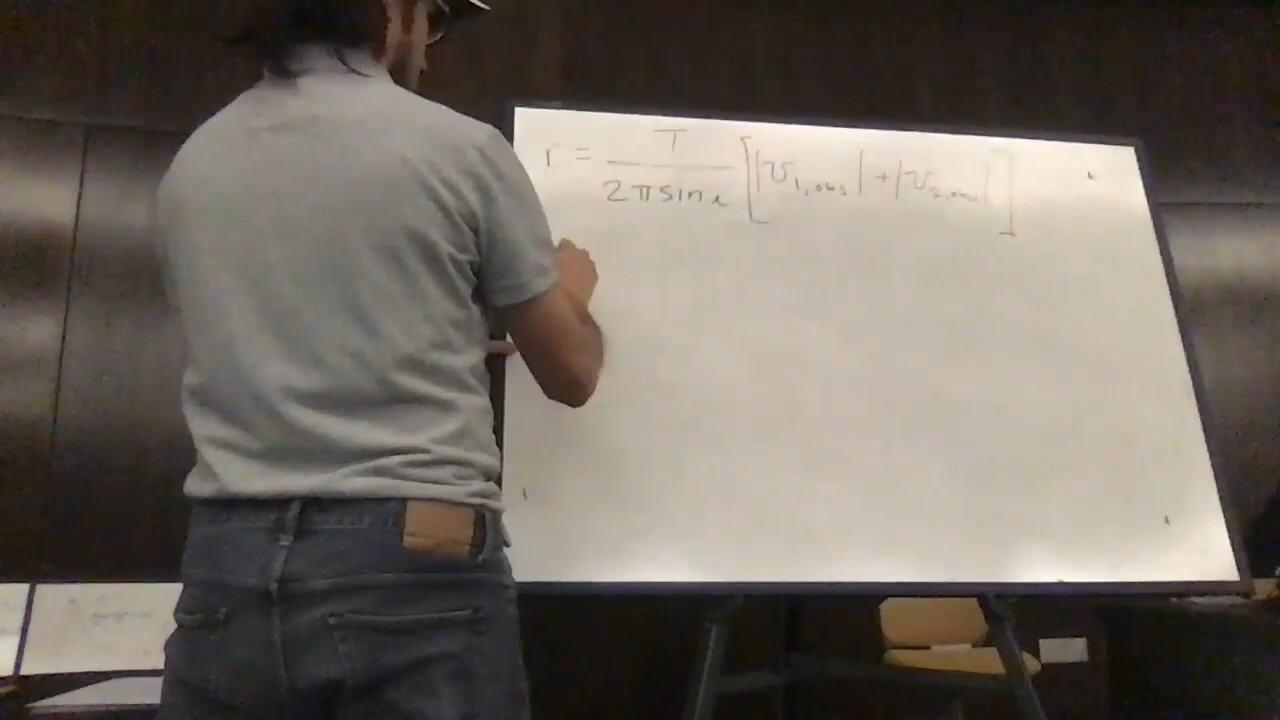 r = T / 2π sin i [|v₁,obs| + |v₂,obs|]